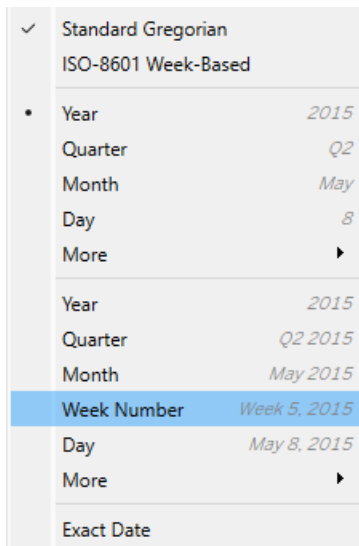 Standard Gregorian
ISO-8601 Week-Based
Year 2015
Quarter Q2
Month May
Day 8
More
Year 2015
Quarter Q2 2015
Month May 2015
Week Number Week 5, 2015
Day May 8, 2015
More
Exact Date